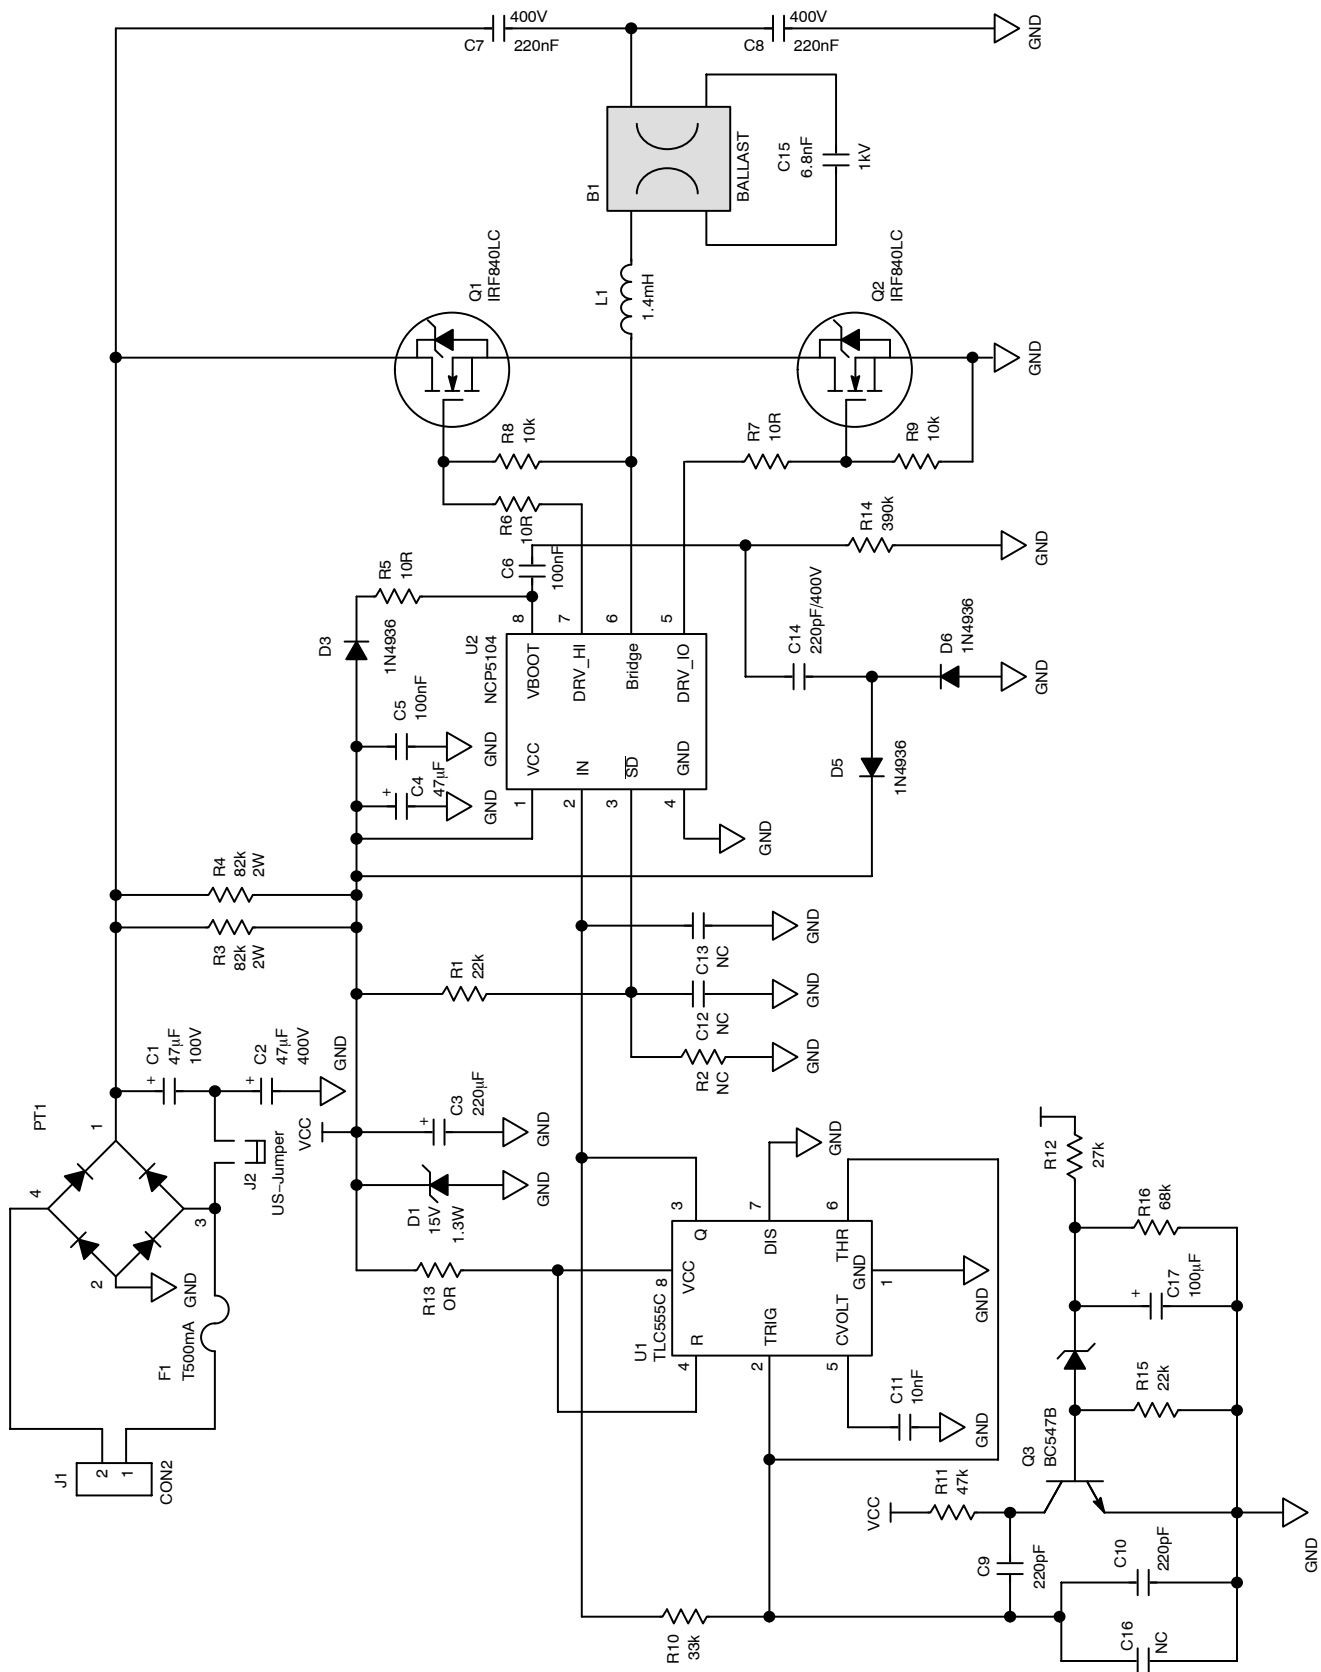 400V
C7
220nF
400V
C8
220nF
GND
B1
BALLAST
C15
6.8nF
1kV
Q1
IRF840LC
L1
1.4mH
Q2
IRF840LC
GND
R8
10k
R7
10R
R9
10k
R6
10R
R14
390k
GND
R5
10R
C6
100nF
D3
1N4936
C5
100nF
GND
C4
47µF
+
GND
U2
NCP5104
8
7
6
5
VBOOT
DRV_HI
Bridge
DRV_IO
VCC
IN
SD
GND
1
2
3
4
GND
C14
220pF/400V
D6
1N4936
GND
D5
1N4936
R4
82k
2W
R3
82k
2W
R1
22k
C13
NC
GND
C12
NC
GND
R2
NC
GND
PT1
1
4
3
2
GND
+
C1
47µF
100V
+
C2
47µF
400V
GND
J2
US-Jumper
VCC
+
C3
220µF
GND
D1
15V
1.3W
GND
F1
T500mA
J1
2
1
CON2
R13
OR
U1
TLC555C
3
7
6
Q
DIS
THR
VCC
8
GND
1
R
TRIG
CVOLT
4
2
5
GND
GND
C11
10nF
GND
R12
27k
R16
68k
+
C17
100µF
R15
22k
Q3
BC547B
VCC
R11
47k
C9
220pF
C10
220pF
C16
NC
R10
33k
GND